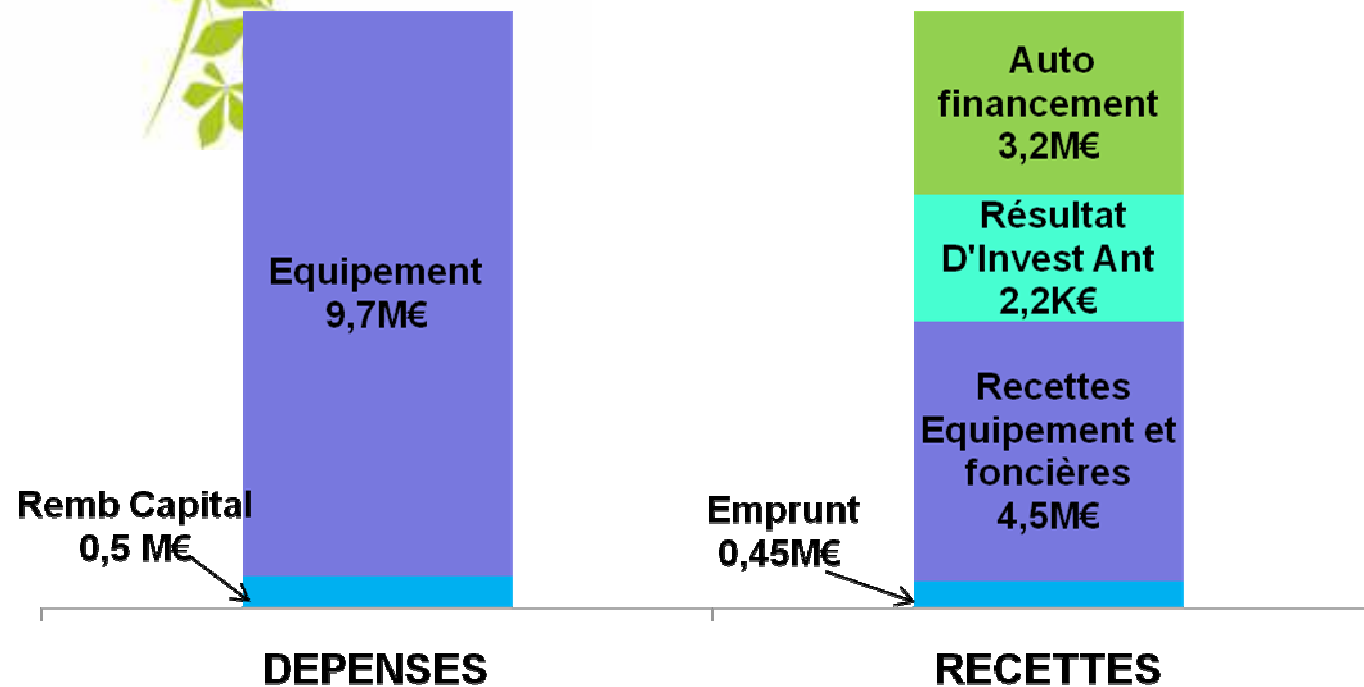 Equipement
9,7M€
Remb Capital
0,5 M€
DEPENSES
Auto
financement
3,2M€
Résultat
D'Invest Ant
2,2K€
Recettes
Equipement et
foncières
4,5M€
Emprunt
0,45M€
RECETTES